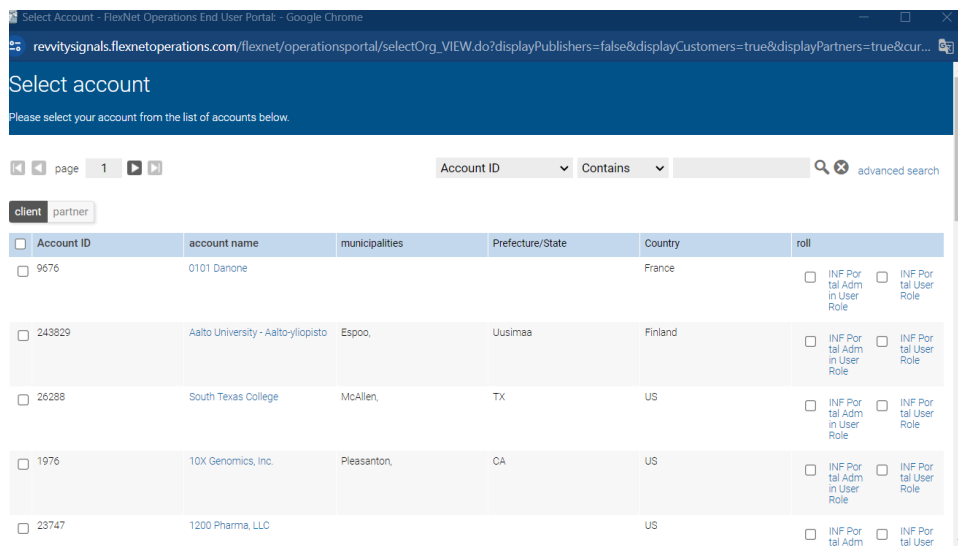 Select Account - FlexNet Operations End User Portal: - Google Chrome
revvitysignals.flexnetoperations.com/flexnet/operationsportal/selectOrg_VIEW.do?displayPublishers=false&displayCustomers=true&displayPartners=true&cur...
Select account
Please select your account from the list of accounts below.
page 1 Account ID Contains advanced search
client partner
Account ID account name municipalities Prefecture/State Country roll
9676 0101 Danone France
INF Por INF Por
tal Adm tal User
in User Role
Role
243829 Aalto University - Aalto-yliopisto Espoo, Uusimaa Finland
INF Por INF Por
tal Adm tal User
in User Role
Role
26288 South Texas College McAllen, TX US
INF Por INF Por
tal Adm tal User
in User Role
Role
1976 10X Genomics, Inc. Pleasanton, CA US
INF Por INF Por
tal Adm tal User
in User Role
Role
23747 1200 Pharma, LLC US
INF Por INF Por
tal Adm tal User